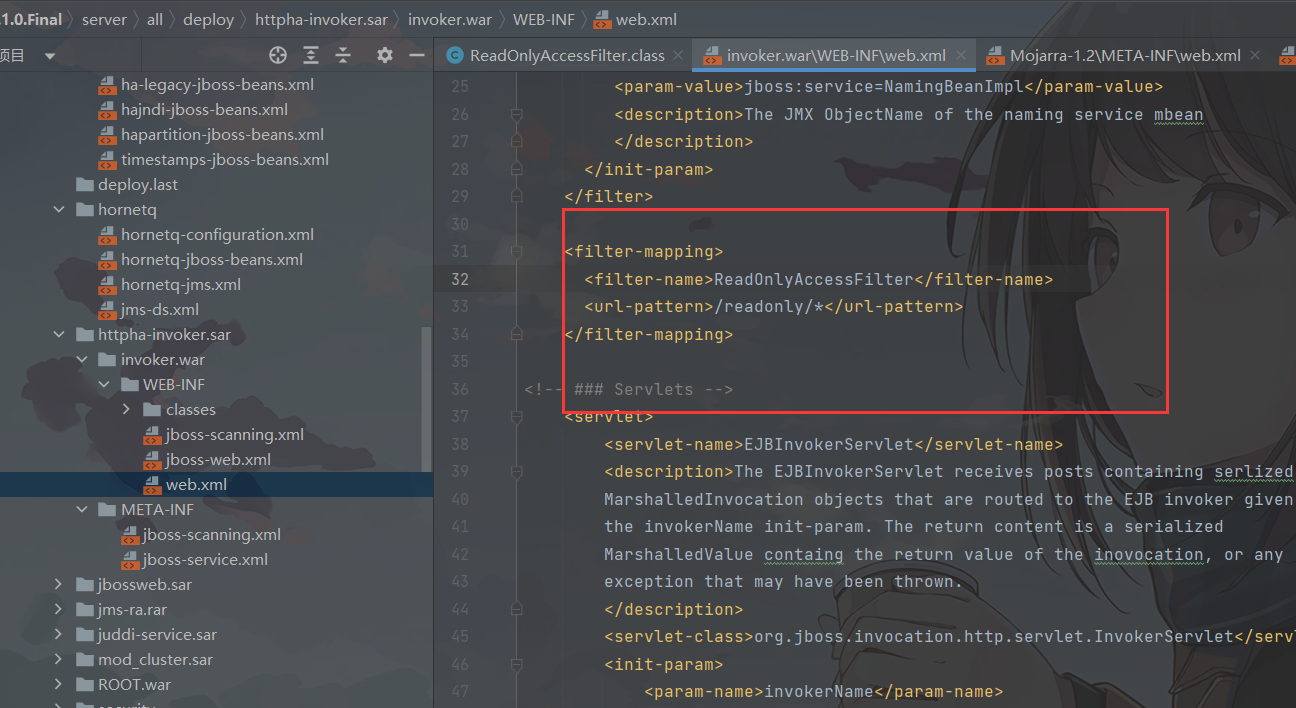 .1.0.Final 〉 server 〉 all 〉 deploy 〉 httpha-invoker.sar 〉 invoker.war 〉 WEB-INF 〉 web.xml
项目
ReadOnlyAccessFilter.class × invoker.war\WEB-INF\web.xml × Mojarra-1.2\META-INF\web.xml ×
ha-legacy-jboss-beans.xml
hajndi-jboss-beans.xml
hapartition-jboss-beans.xml
timestamps-jboss-beans.xml
deploy.last
hornetq
hornetq-configuration.xml
hornetq-jboss-beans.xml
hornetq-jms.xml
jms-ds.xml
httpha-invoker.sar
invoker.war
WEB-INF
classes
jboss-scanning.xml
jboss-web.xml
web.xml
META-INF
jboss-scanning.xml
jboss-service.xml
jbossweb.sar
jms-ra.rar
juddi-service.sar
mod_cluster.sar
ROOT.war
security
25 <param-value>jboss:service=NamingBeanImpl</param-value>
26 <description>The JMX ObjectName of the naming service mbean
27 </description>
28 </init-param>
29 </filter>
30
31 <filter-mapping>
32 <filter-name>ReadOnlyAccessFilter</filter-name>
33 <url-pattern>/readonly/*</url-pattern>
34 </filter-mapping>
35
36 <!-- ### Servlets -->
37 <servlet>
38 <servlet-name>EJBInvokerServlet</servlet-name>
39 <description>The EJBInvokerServlet receives posts containing serlized
40 MarshalledInvocation objects that are routed to the EJB invoker given
41 the invokerName init-param. The return content is a serialized
42 MarshalledValue containg the return value of the inovocation, or any
43 exception that may have been thrown.
44 </description>
45 <servlet-class>org.jboss.invocation.http.servlet.InvokerServlet</serv
46 <init-param>
47 <param-name>invokerName</param-name>